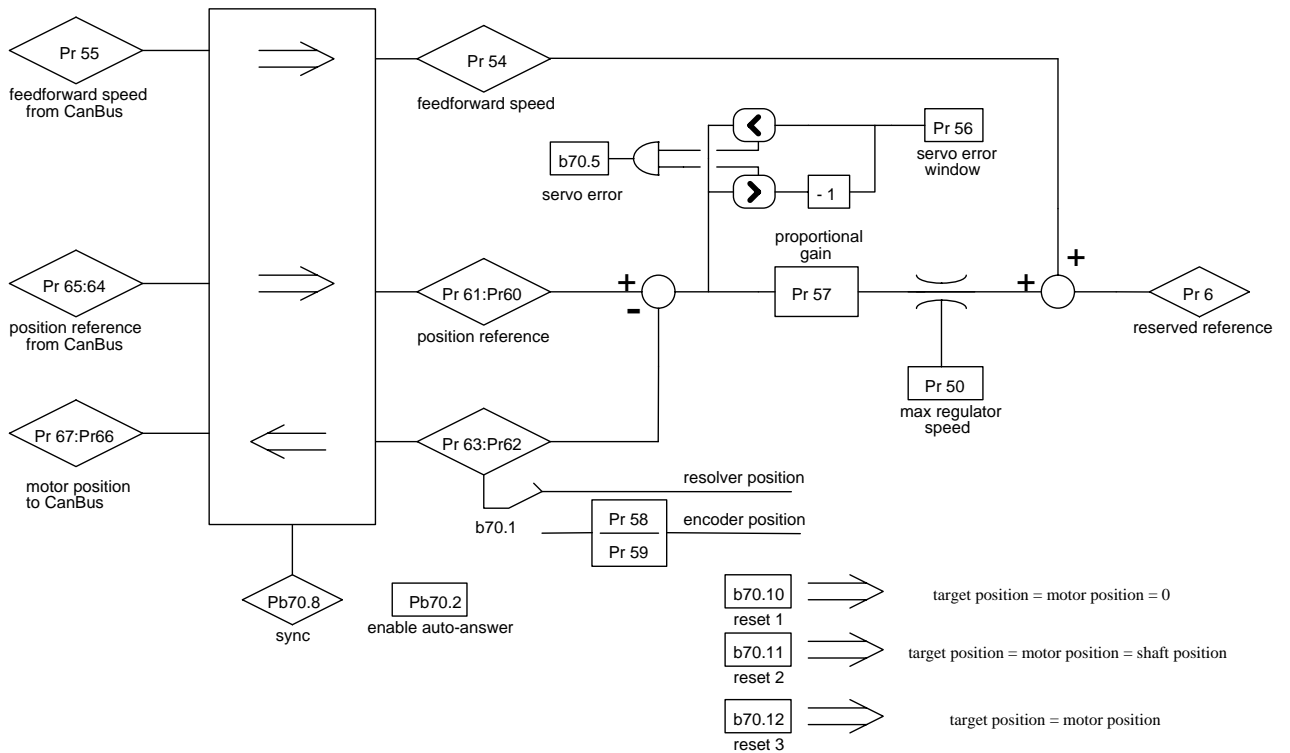 Pr 55
feedforward speed
from CanBus
Pr 54
feedforward speed
b70.5
servo error
<
>
- 1
Pr 56
servo error
window
Pr 65:64
position reference
from CanBus
Pr 61:Pr60
position reference
+
-
proportional
gain
Pr 57
+
+
Pr 6
reserved reference
Pr 50
max regulator
speed
Pr 67:Pr66
motor position
to CanBus
Pr 63:Pr62
b70.1
resolver position
Pr 58
Pr 59
encoder position
Pb70.8
sync
Pb70.2
enable auto-answer
b70.10
reset 1
target position = motor position = 0
b70.11
reset 2
target position = motor position = shaft position
b70.12
reset 3
target position = motor position